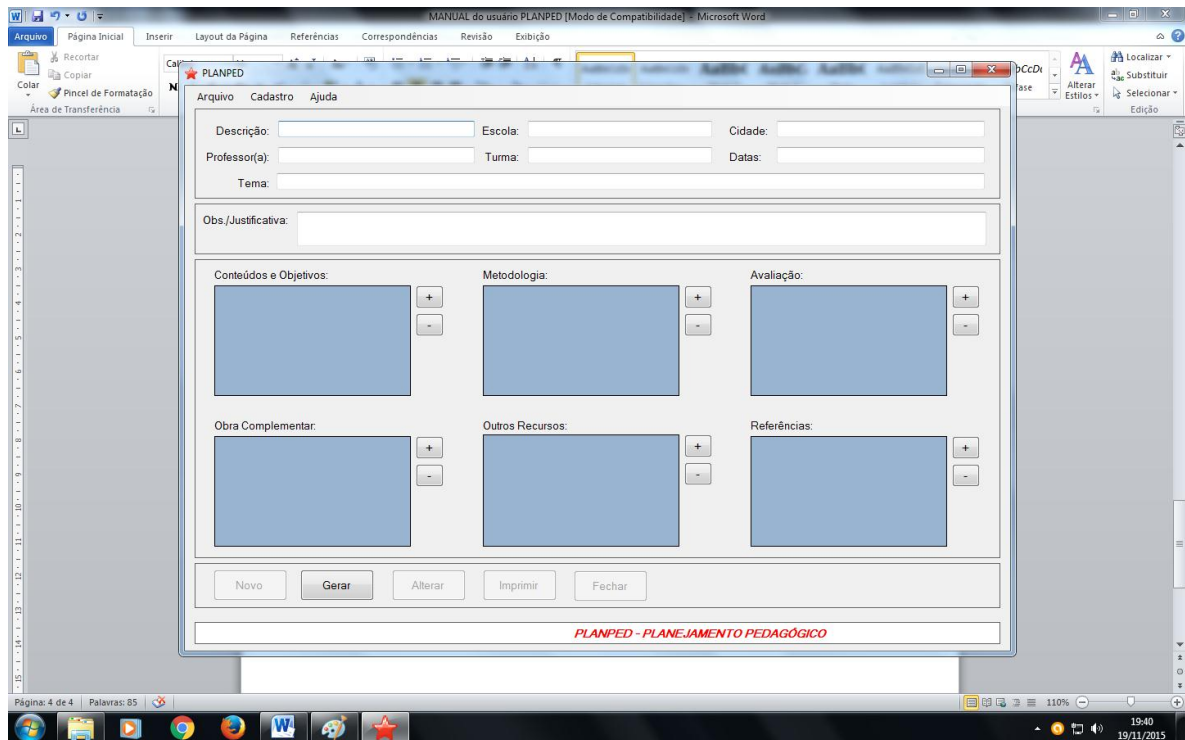 MANUAL do usuário PLANPED [Modo de Compatibilidade] - Microsoft Word
Arquivo Página Inicial Inserir Layout da Página Referências Correspondências Revisão Exibição
Colar
Recortar
Copiar
Pincel de Formatação
Área de Transferência
Alterar Estilos
Localizar
Substituir
Selecionar
Edição
PLANPED
Arquivo Cadastro Ajuda
Descrição: Escola: Cidade:
Professor(a): Turma: Datas:
Tema:
Obs./Justificativa:
Conteúdos e Objetivos: Metodologia: Avaliação:
+ + +
- - -
Obra Complementar: Outros Recursos: Referências:
+ + +
- - -
Novo Gerar Alterar Imprimir Fechar
PLANPED - PLANEJAMENTO PEDAGÓGICO
Página: 4 de 4 Palavras: 85 110%
19:40
19/11/2015